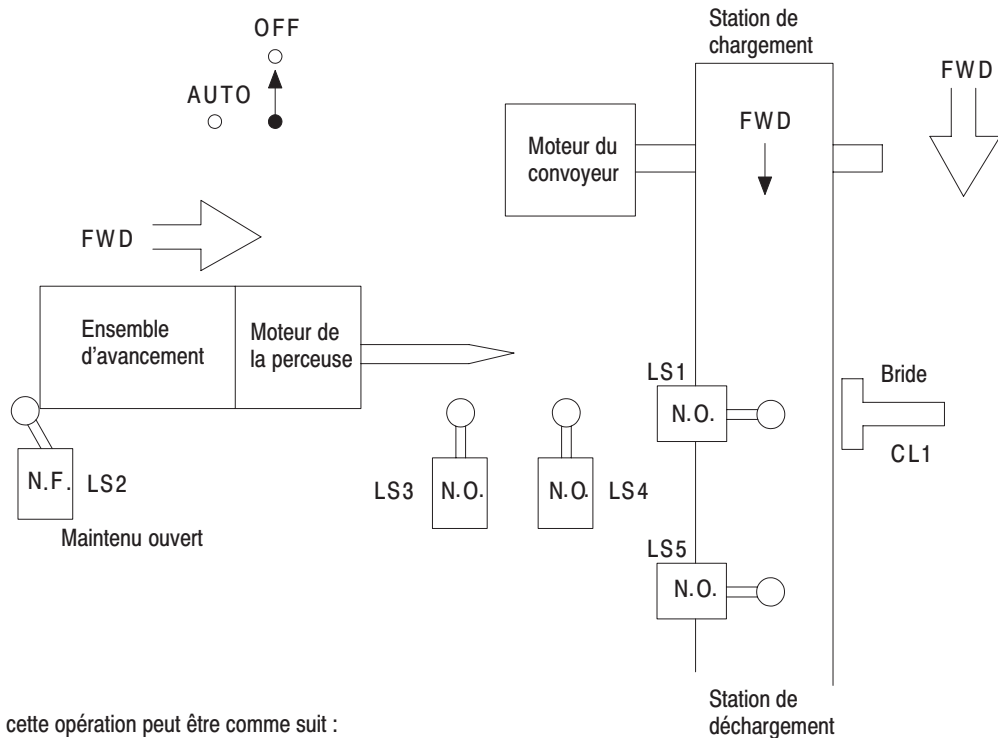 Station de
chargement
OFF
AUTO
FWD
FWD
Moteur du
convoyeur
FWD
Ensemble
d'avancement
Moteur de
la perceuse
LS1
N.O.
Bride
CL1
N.F.
LS2
LS3
N.O.
N.O.
LS4
Maintenu ouvert
LS5
N.O.
Station de
déchargement
cette opération peut être comme suit :